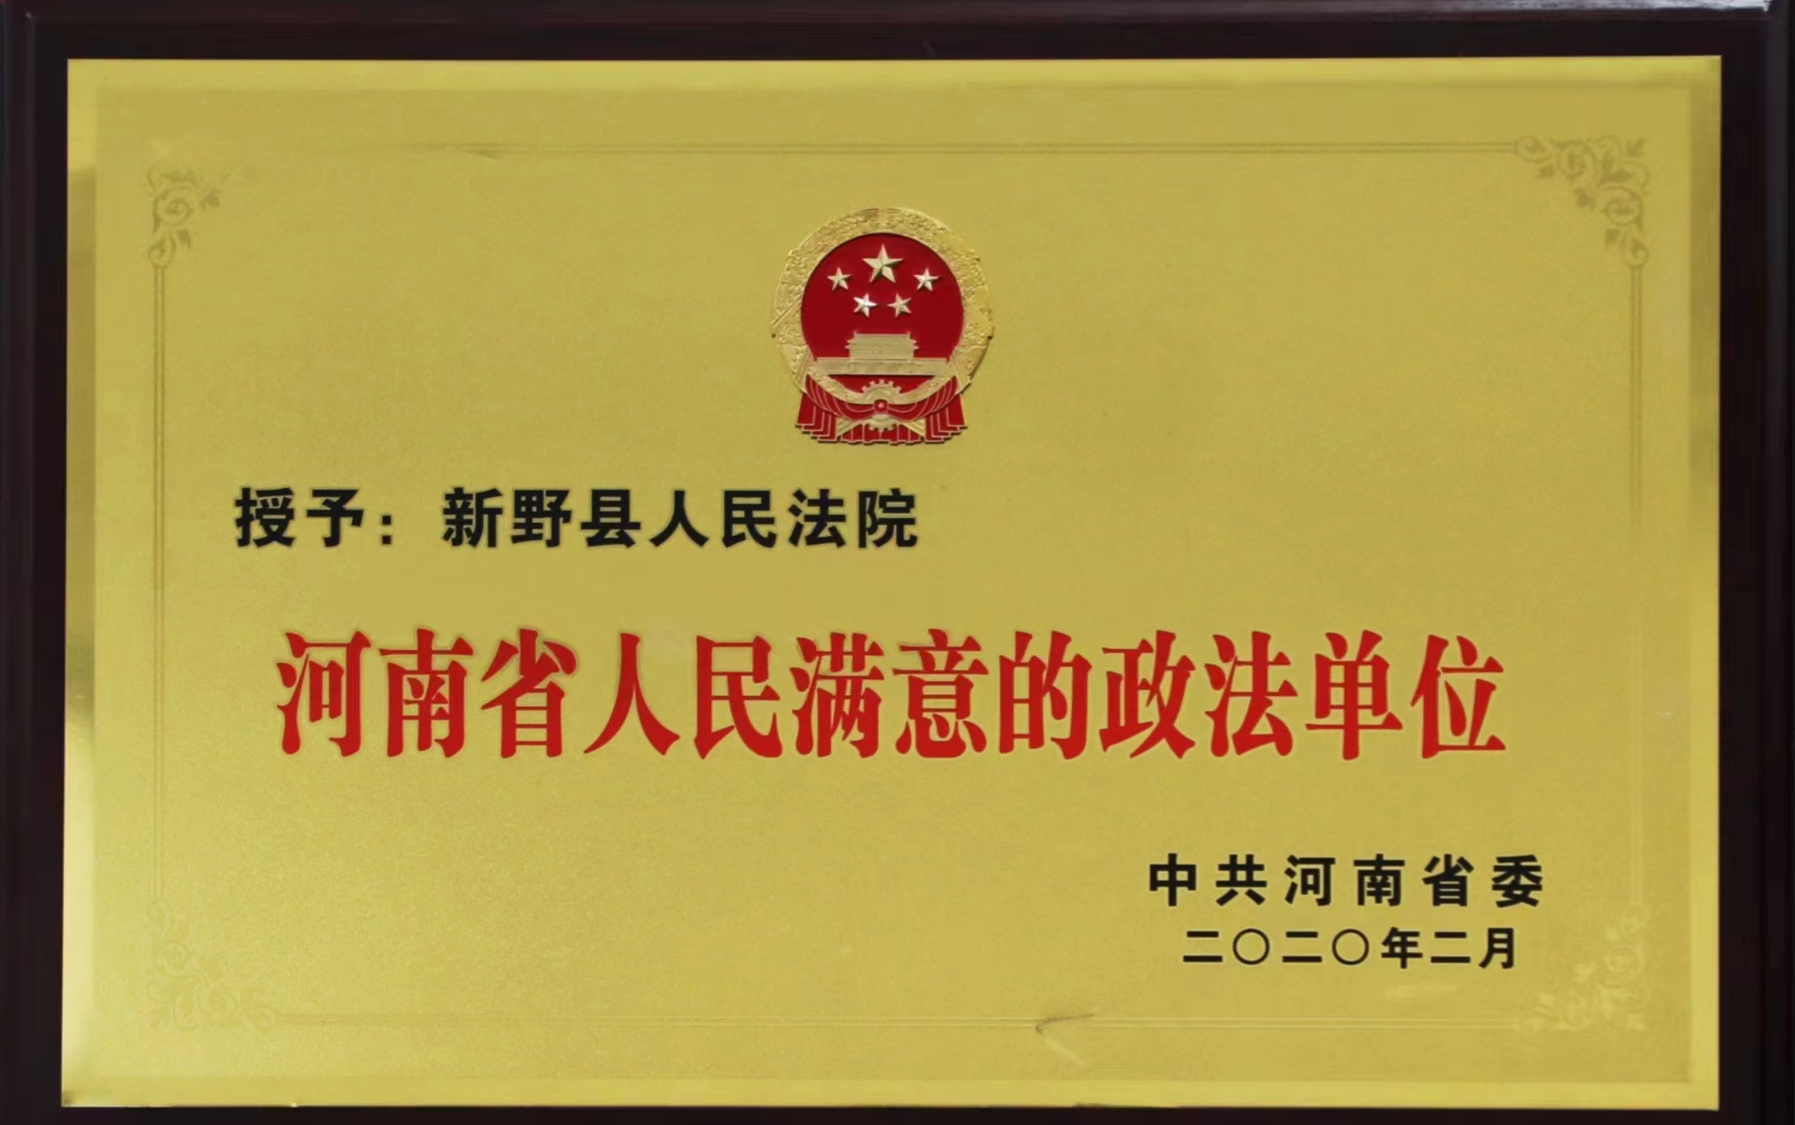 授予：新野县人民法院
河南省人民满意的政法单位
中共河南省委
二〇二〇年二月